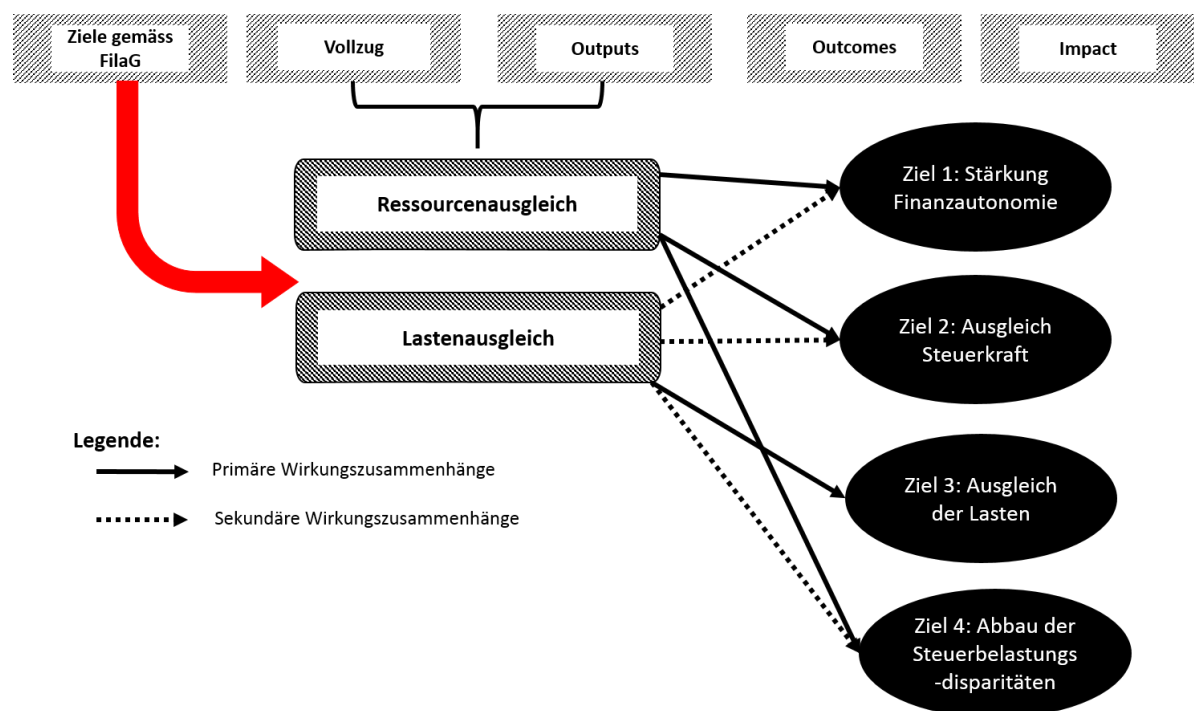 Ziele gemäss
FilaG
Vollzug
Outputs
Outcomes
Impact
Ressourcenausgleich
Lastenausgleich
Ziel 1: Stärkung
Finanzautonomie
Ziel 2: Ausgleich
Steuerkraft
Ziel 3: Ausgleich
der Lasten
Ziel 4: Abbau der
Steuerbelastungs
-disparitäten
Legende:
Primäre Wirkungszusammenhänge
Sekundäre Wirkungszusammenhänge